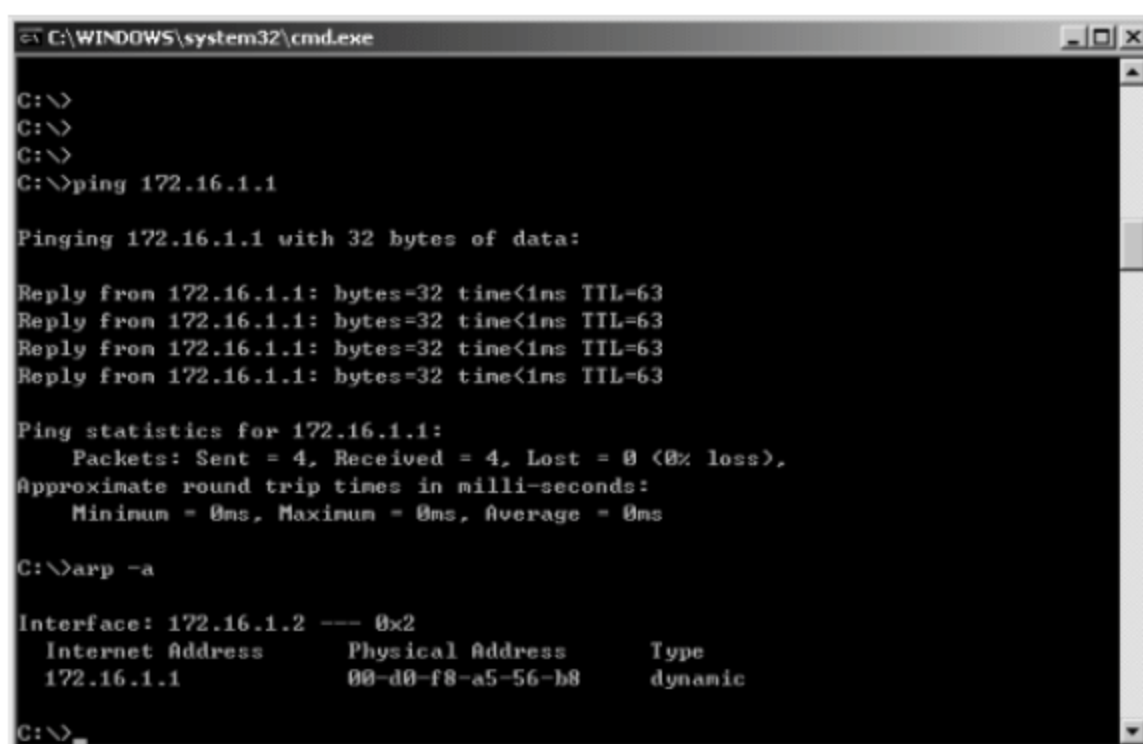 C:\WINDOWS\system32\cmd.exe
C:\>
C:\>
C:\>
C:\>ping 172.16.1.1
Pinging 172.16.1.1 with 32 bytes of data:
Reply from 172.16.1.1: bytes=32 time<1ms TTL=63
Reply from 172.16.1.1: bytes=32 time<1ms TTL=63
Reply from 172.16.1.1: bytes=32 time<1ms TTL=63
Reply from 172.16.1.1: bytes=32 time<1ms TTL=63
Ping statistics for 172.16.1.1:
    Packets: Sent = 4, Received = 4, Lost = 0 (0% loss),
Approximate round trip times in milli-seconds:
    Minimum = 0ms, Maximum = 0ms, Average = 0ms
C:\>arp -a
Interface: 172.16.1.2 --- 0x2
  Internet Address      Physical Address      Type
  172.16.1.1            00-d0-f8-a5-56-b8     dynamic
C:\>_